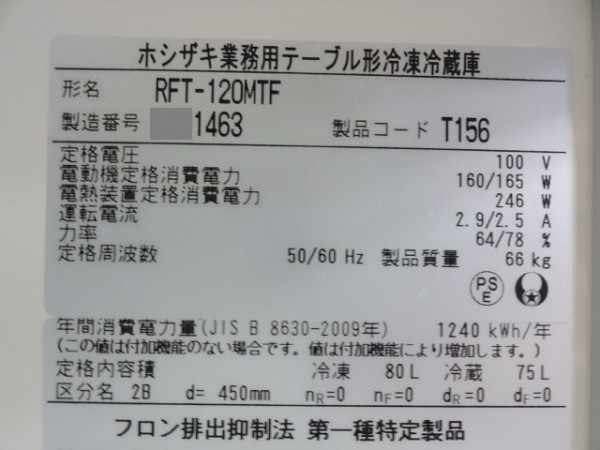 ホシザキ業務用テーブル形冷凍冷蔵庫
形名 RFT-120MTF
製造番号 1463 製品コード T156
定格電圧 100 V
電動機定格消費電力 160/165 W
電熱装置定格消費電力 246 W
運転電流 2.9/2.5 A
力率 64/78 %
定格周波数 50/60 Hz 製品質量 66 kg
PSE
年間消費電力量(JIS B 8630-2009年) 1240 kWh/年
(この値は付加機能のない場合です。値は付加機能により増加します。)
定格内容積 冷凍 80L 冷蔵 75L
区分名 2B d= 450mm nR=0 nF=0 dR=0 dF=0
フロン排出抑制法 第一種特定製品